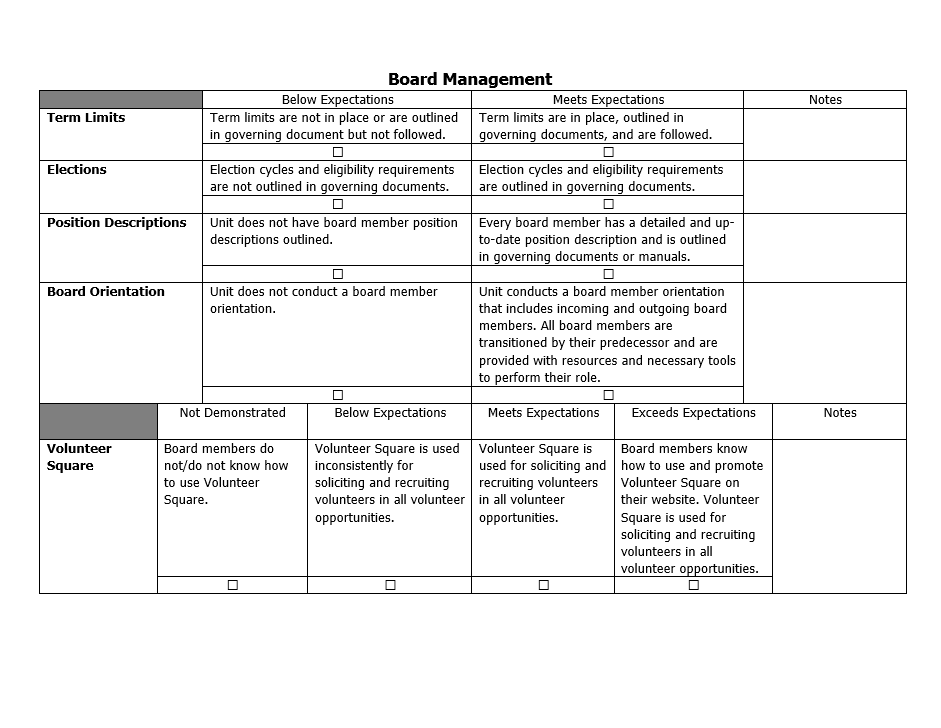 Board Management
Below Expectations Meets Expectations Notes
Term Limits
Term limits are not in place or are outlined
in governing document but not followed.
Term limits are in place, outlined in
governing documents, and are followed.
☐ ☐
Elections
Election cycles and eligibility requirements
are not outlined in governing documents.
Election cycles and eligibility requirements
are outlined in governing documents.
☐ ☐
Position Descriptions
Unit does not have board member position
descriptions outlined.
Every board member has a detailed and up-
to-date position description and is outlined
in governing documents or manuals.
☐ ☐
Board Orientation
Unit does not conduct a board member
orientation.
Unit conducts a board member orientation
that includes incoming and outgoing board
members. All board members are
transitioned by their predecessor and are
provided with resources and necessary tools
to perform their role.
☐ ☐
Not Demonstrated Below Expectations Meets Expectations Exceeds Expectations Notes
Volunteer
Square
Board members do
not/do not know how
to use Volunteer
Square.
Volunteer Square is used
inconsistently for
soliciting and recruiting
volunteers in all volunteer
opportunities.
Volunteer Square is
used for soliciting and
recruiting volunteers
in all volunteer
opportunities.
Board members know
how to use and promote
Volunteer Square on
their website. Volunteer
Square is used for
soliciting and recruiting
volunteers in all
volunteer opportunities.
☐ ☐ ☐ ☐